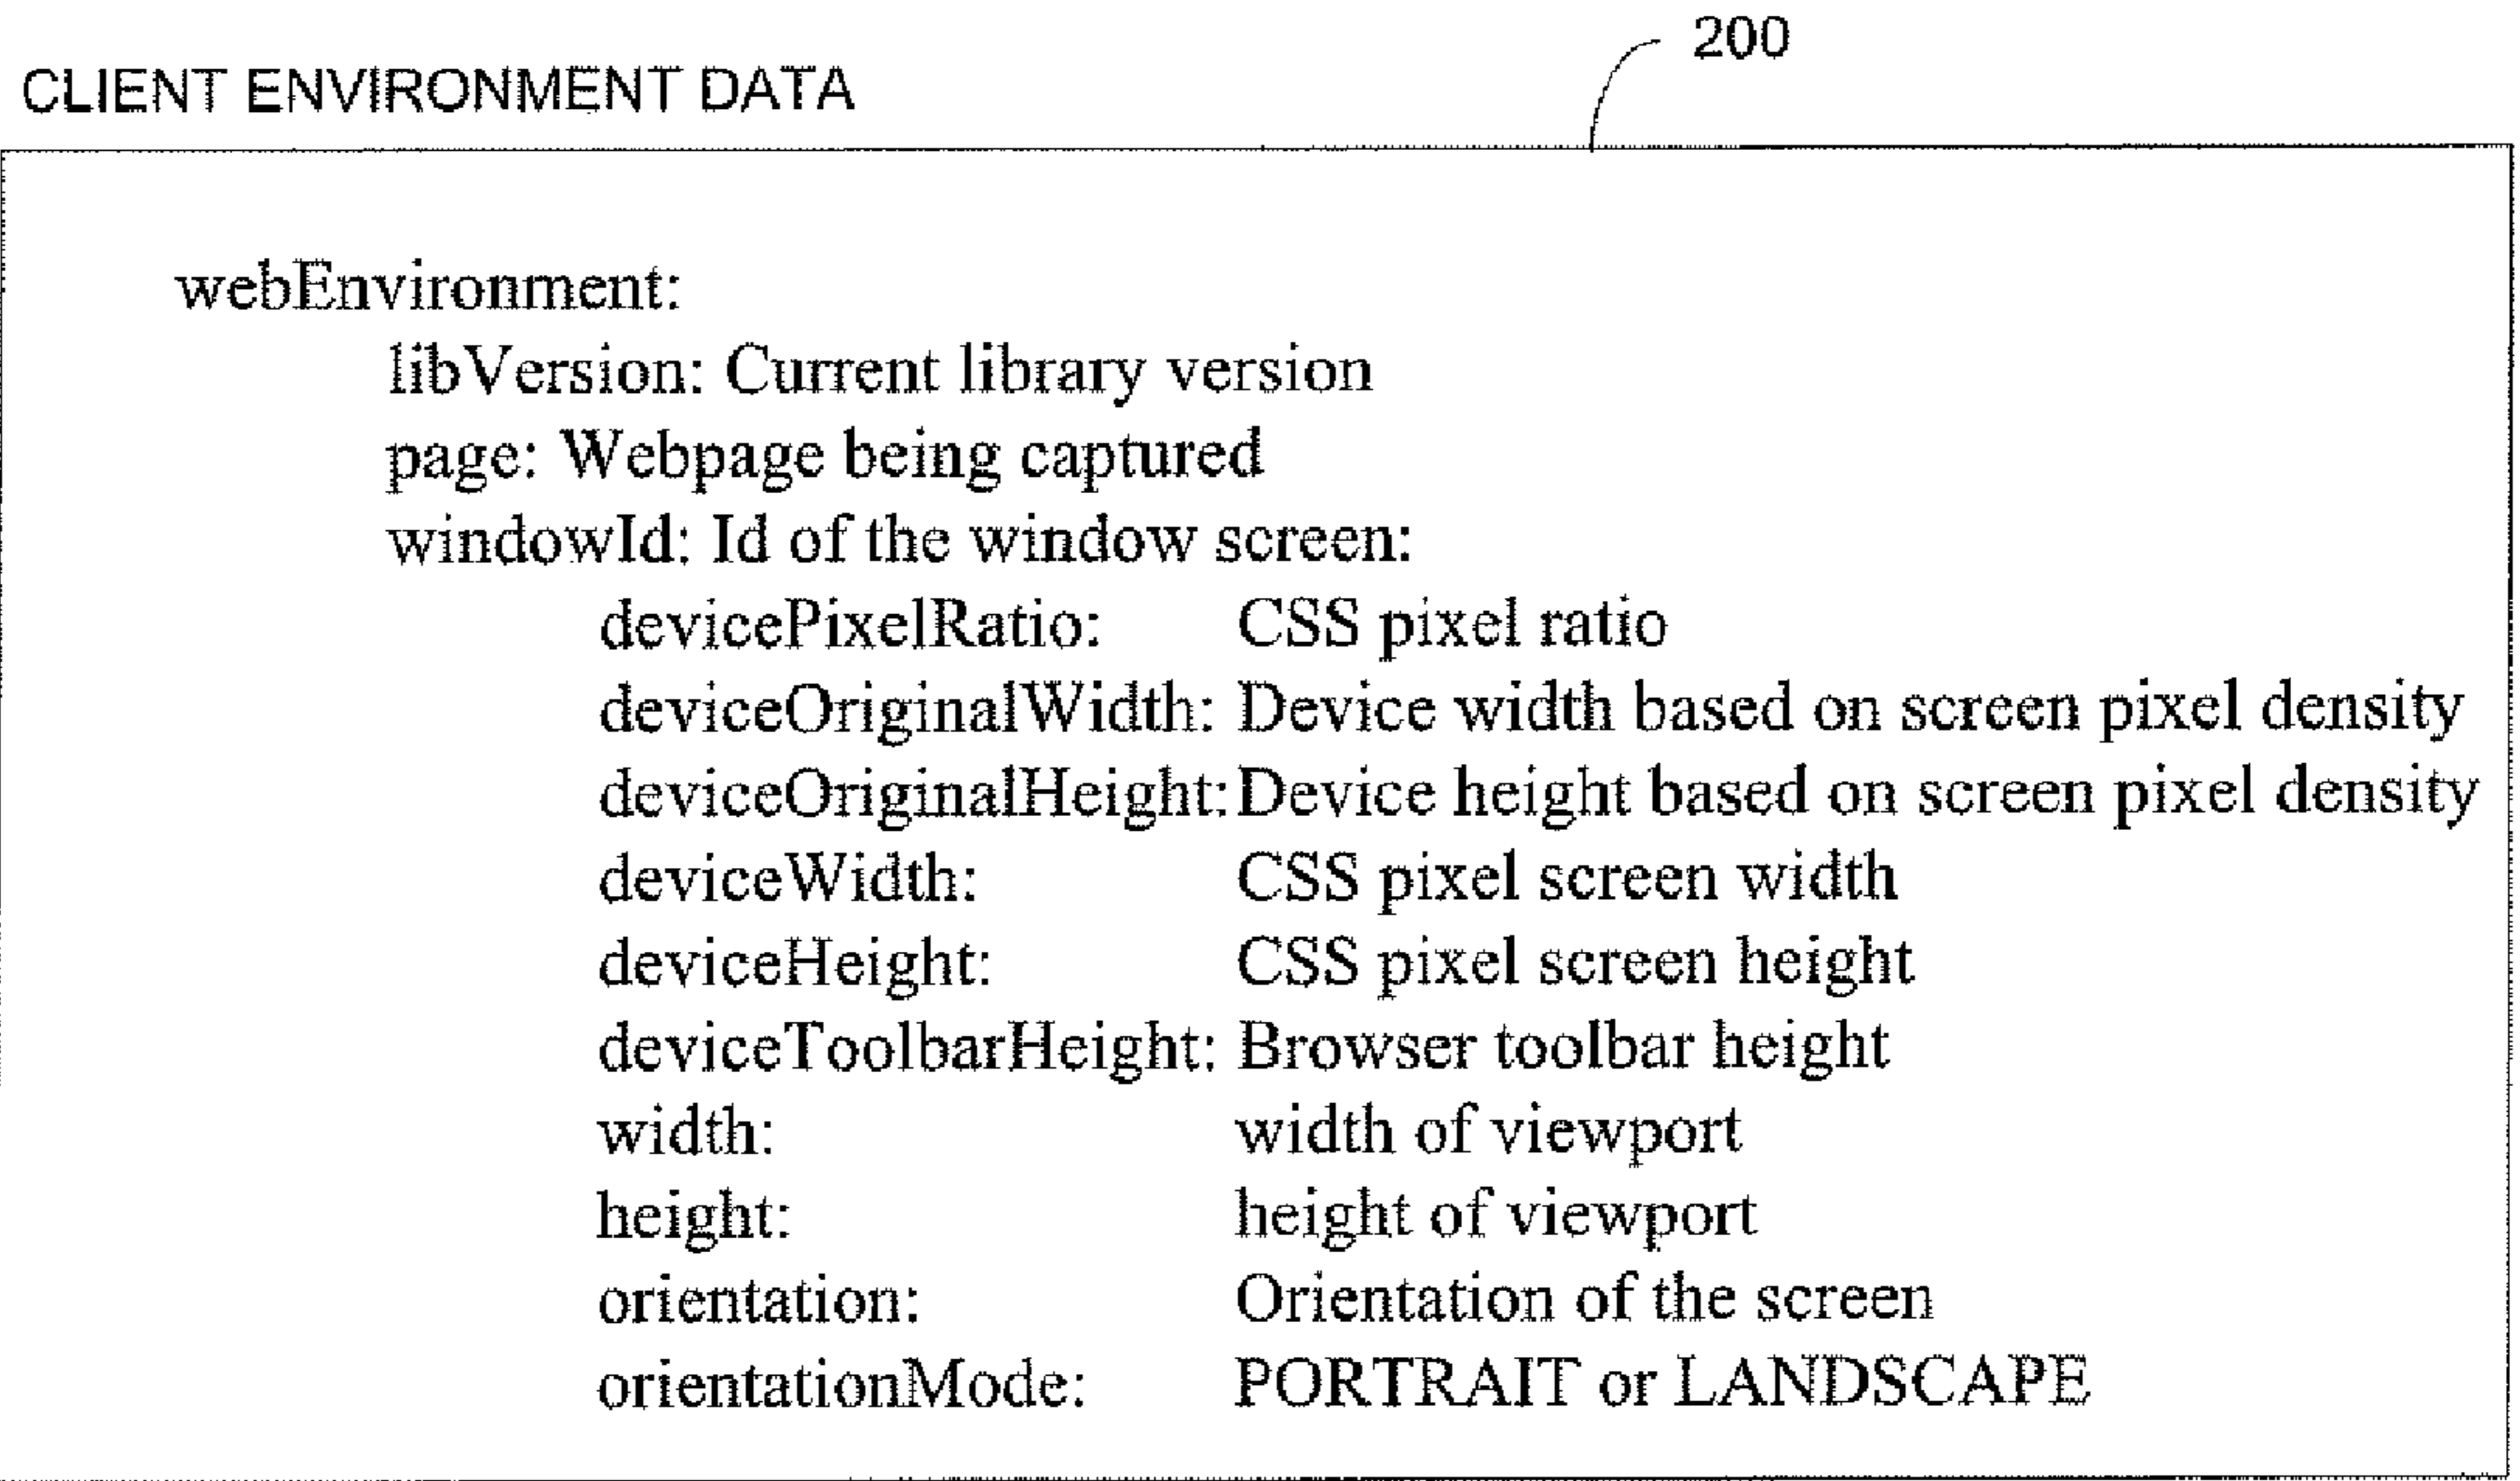 200
CLIENT ENVIRONMENT DATA
webEnvironment:
libVersion: Current library version
page: Webpage being captured
windowId: Id of the window screen:
devicePixelRatio: CSS pixel ratio
deviceOriginalWidth: Device width based on screen pixel density
deviceOriginalHeight: Device height based on screen pixel density
deviceWidth: CSS pixel screen width
deviceHeight: CSS pixel screen height
deviceToolbarHeight: Browser toolbar height
width: width of viewport
height: height of viewport
orientation: Orientation of the screen
orientationMode: PORTRAIT or LANDSCAPE